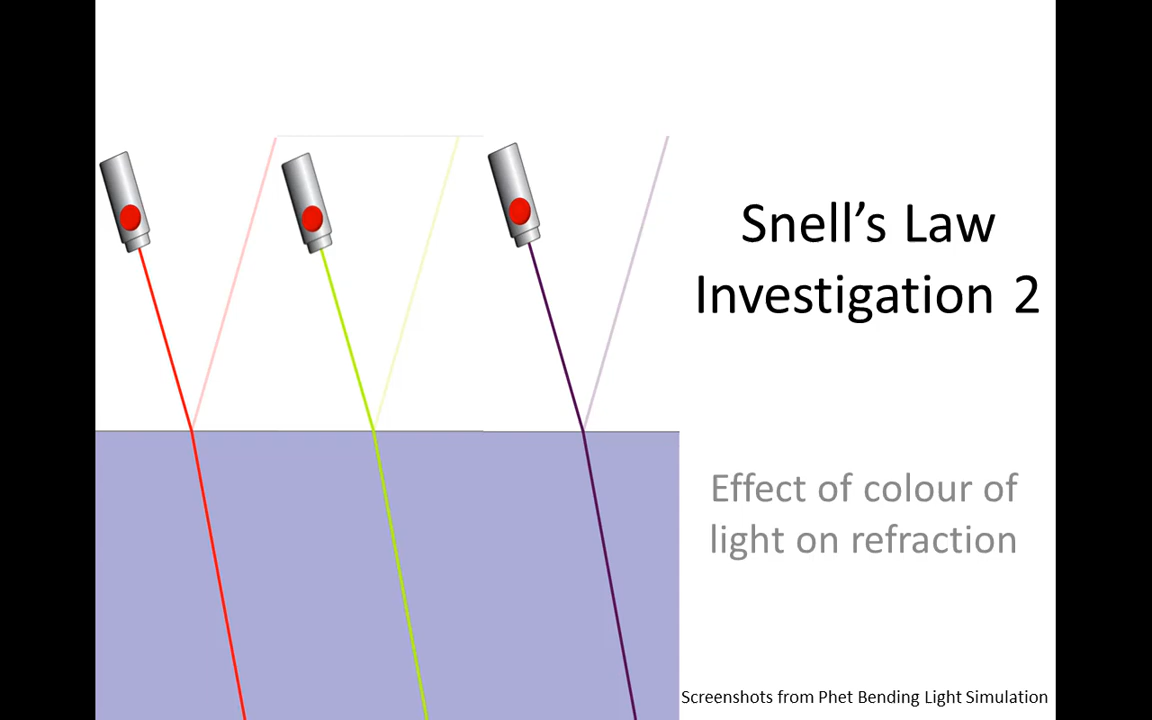 Snell’s Law
Investigation 2
Effect of colour of
light on refraction
Screenshots from Phet Bending Light Simulation